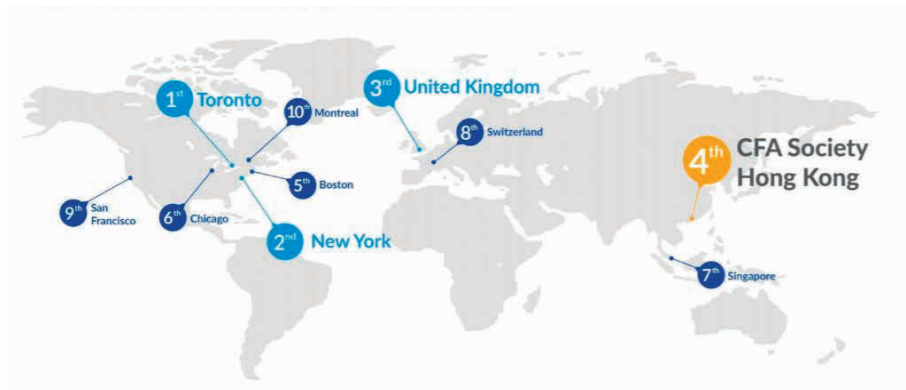 1st Toronto
10th Montreal
3rd United Kingdom
8th Switzerland
4th CFA Society
Hong Kong
5th Boston
9th San
Francisco
6th Chicago
2nd New York
7th Singapore